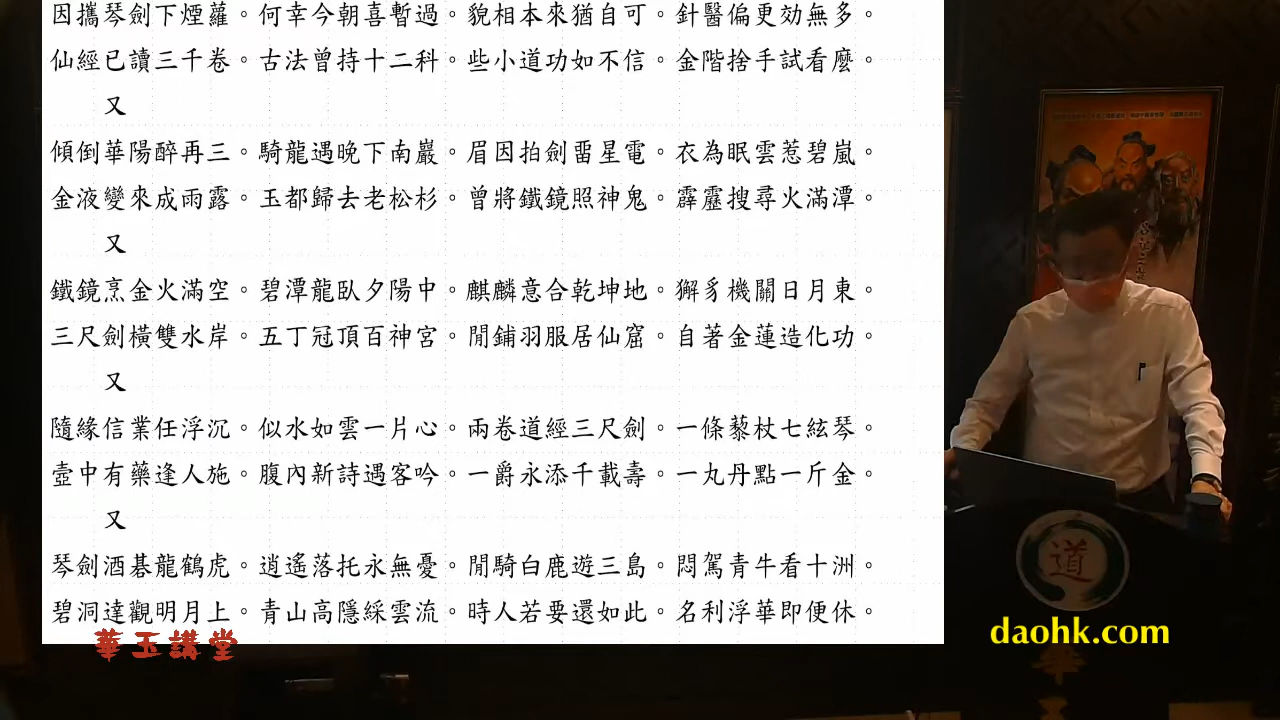 因攜琴劍下煙蘿。何幸今朝喜暫過。貌相本來猶自可。針醫偏更効無多。
仙經已讀三千卷。古法曾持十二科。些小道功如不信。金階捨手試看麼。
又
傾倒華陽醉再三。騎龍遇晚下南巖。眉因拍劍畱星電。衣為眠雲惹碧嵐。
金液變來成雨露。玉都歸去老松杉。曾將鐵鏡照神鬼。霹靂搜尋火滿潭。
又
鐵鏡烹金火滿空。碧潭龍臥夕陽中。麒麟意合乾坤地。獬豸機關日月東。
三尺劍橫雙水岸。五丁冠頂百神宮。閒鋪羽服居仙窟。自著金蓮造化功。
又
隨緣信業任浮沉。似水如雲一片心。兩卷道經三尺劍。一條藜杖七絃琴。
壺中有藥逢人施。腹內新詩遇客吟。一爵永添千載壽。一丸丹點一斤金。
又
琴劍酒碁龍鶴虎。逍遙落托永無憂。閒騎白鹿遊三島。悶駕青牛看十洲。
碧洞達觀明月上。青山高隱綵雲流。時人若要還如此。名利浮華即便休。
華玉講堂
道
daohk.com
華